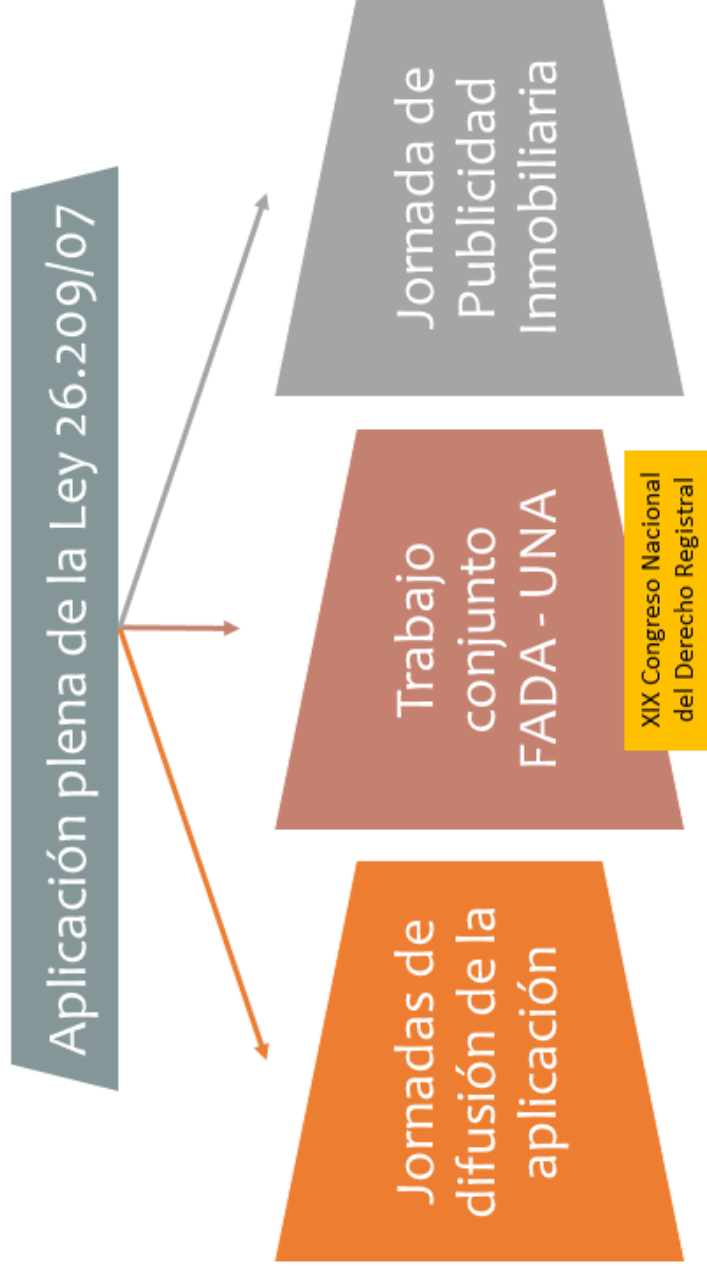 Aplicación plena de la Ley 26.209/07
Jornadas de
difusión de la
aplicación
Trabajo
conjunto
FADA - UNA
XIX Congreso Nacional
del Derecho Registral
Jornada de
Publicidad
Inmobiliaria